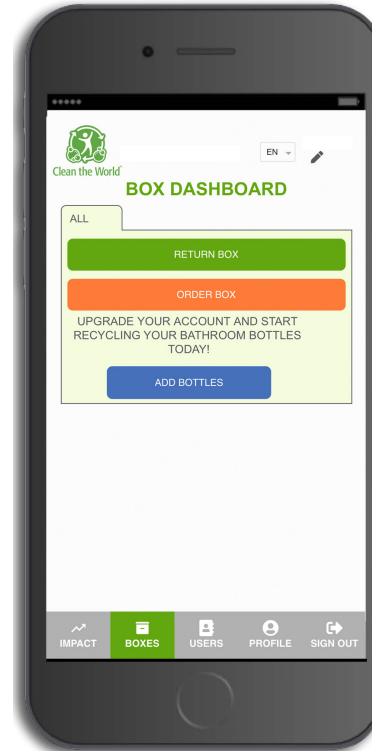 Clean the World
EN
BOX DASHBOARD
ALL
RETURN BOX
ORDER BOX
UPGRADE YOUR ACCOUNT AND START
RECYCLING YOUR BATHROOM BOTTLES
TODAY!
ADD BOTTLES
IMPACT
BOXES
USERS
PROFILE
SIGN OUT